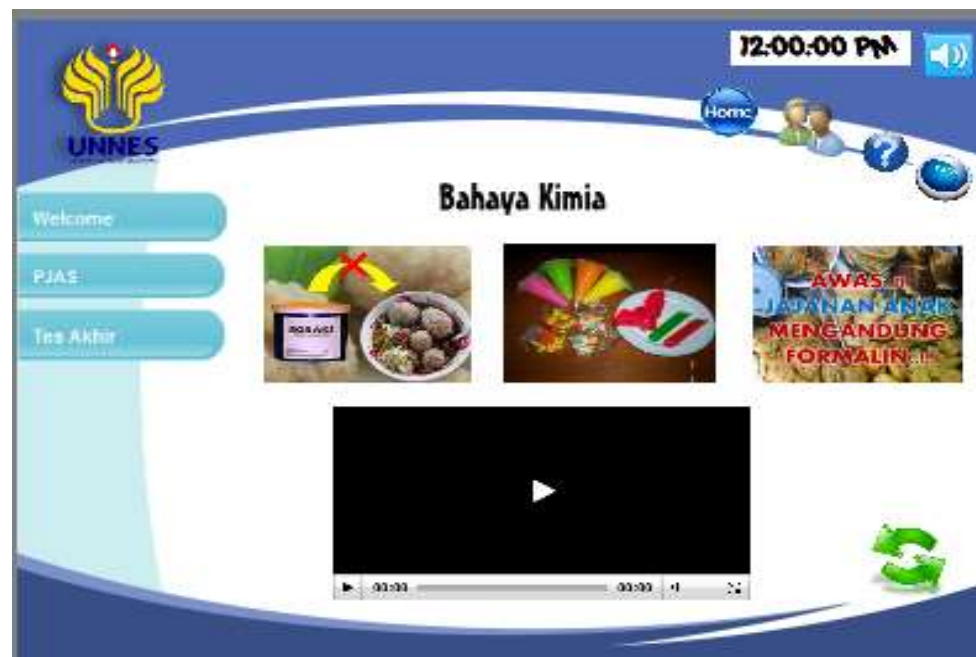 12:00:00 PM
Home
?
UNNES
Bahaya Kimia
Welcome
PJAS
Tes Akhir
BORAKS
AWAS !!
JAJANAN ANAK
MENGANDUNG
FORMALIN..!!
00:00 00:00